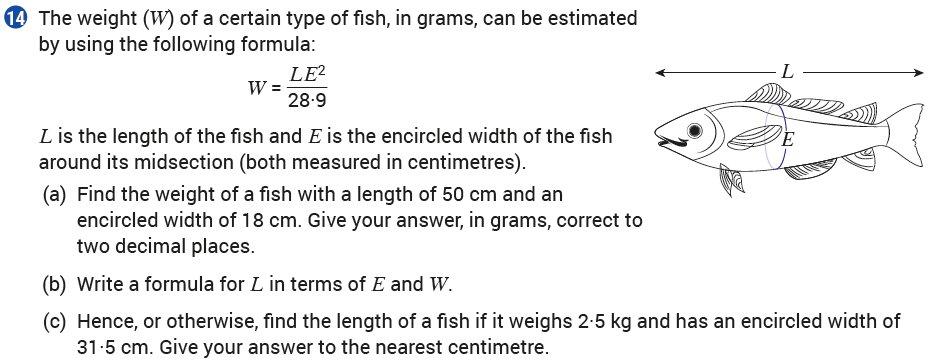 14 The weight (W) of a certain type of fish, in grams, can be estimated
by using the following formula:
W = LE²/28·9
L
E
L is the length of the fish and E is the encircled width of the fish
around its midsection (both measured in centimetres).
(a) Find the weight of a fish with a length of 50 cm and an
encircled width of 18 cm. Give your answer, in grams, correct to
two decimal places.
(b) Write a formula for L in terms of E and W.
(c) Hence, or otherwise, find the length of a fish if it weighs 2·5 kg and has an encircled width of
31·5 cm. Give your answer to the nearest centimetre.